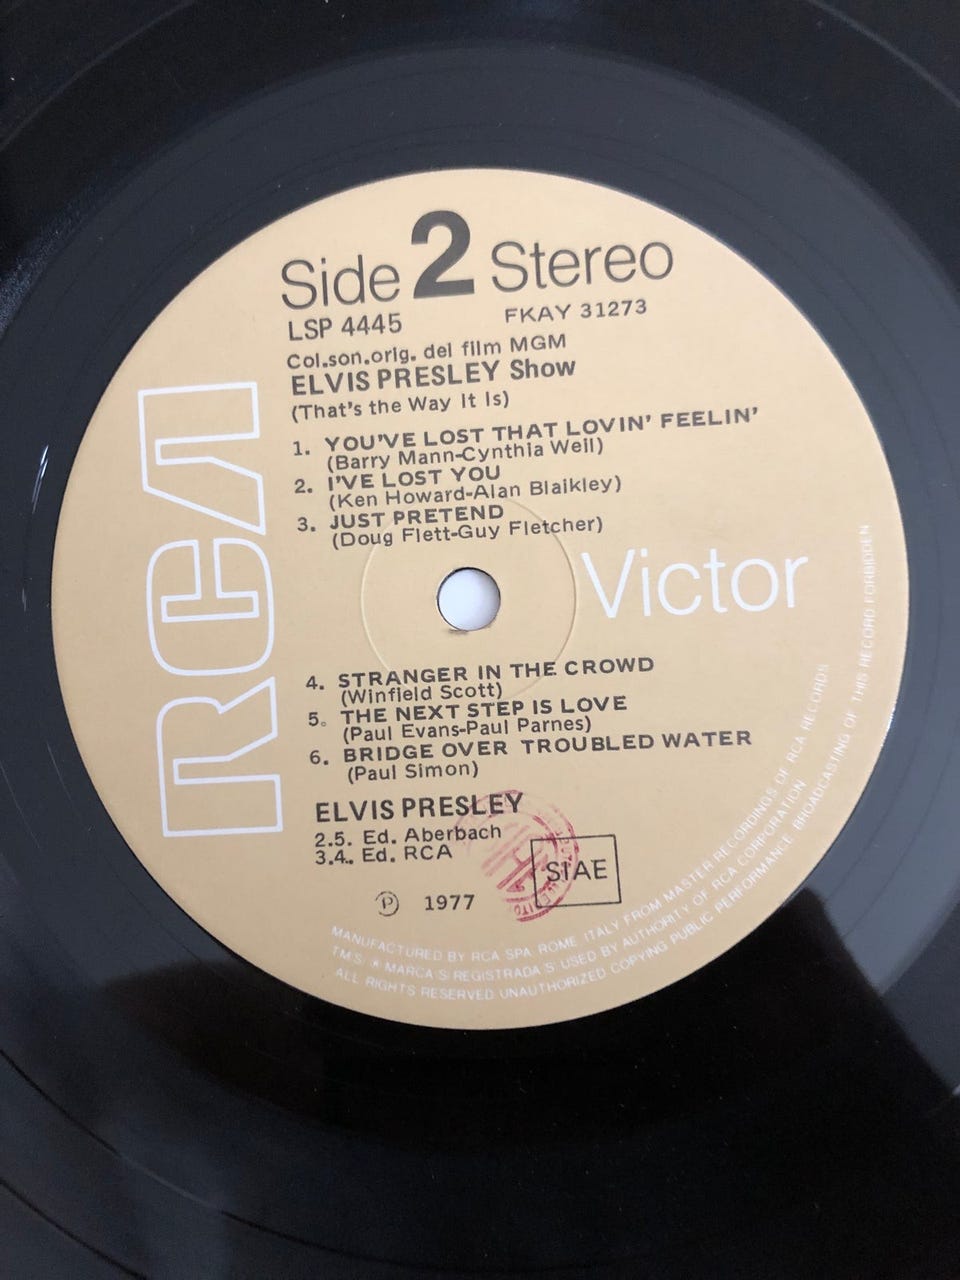 Side 2 Stereo
LSP 4445 FKAY 31273
Col.son.orig. del film MGM
ELVIS PRESLEY Show
(That's the Way It Is)
1. YOU'VE LOST THAT LOVIN' FEELIN'
(Barry Mann-Cynthia Weil)
2. I'VE LOST YOU
(Ken Howard-Alan Blaikley)
3. JUST PRETEND
(Doug Flett-Guy Fletcher)
RCA Victor
4. STRANGER IN THE CROWD
(Winfield Scott)
5. THE NEXT STEP IS LOVE
(Paul Evans-Paul Parnes)
6. BRIDGE OVER TROUBLED WATER
(Paul Simon)
ELVIS PRESLEY
2.5. Ed. Aberbach
3.4. Ed. RCA
SIAE
℗ 1977
MANUFACTURED BY RCA SPA ROME ITALY FROM MASTER RECORDINGS OF RCA RECORDS
TM.S. ® MARCA'S REGISTRADA'S USED BY AUTHORITY OF RCA CORPORATION
ALL RIGHTS RESERVED UNAUTHORIZED COPYING PUBLIC PERFORMANCE BROADCASTING OF THIS RECORD FORBIDDEN